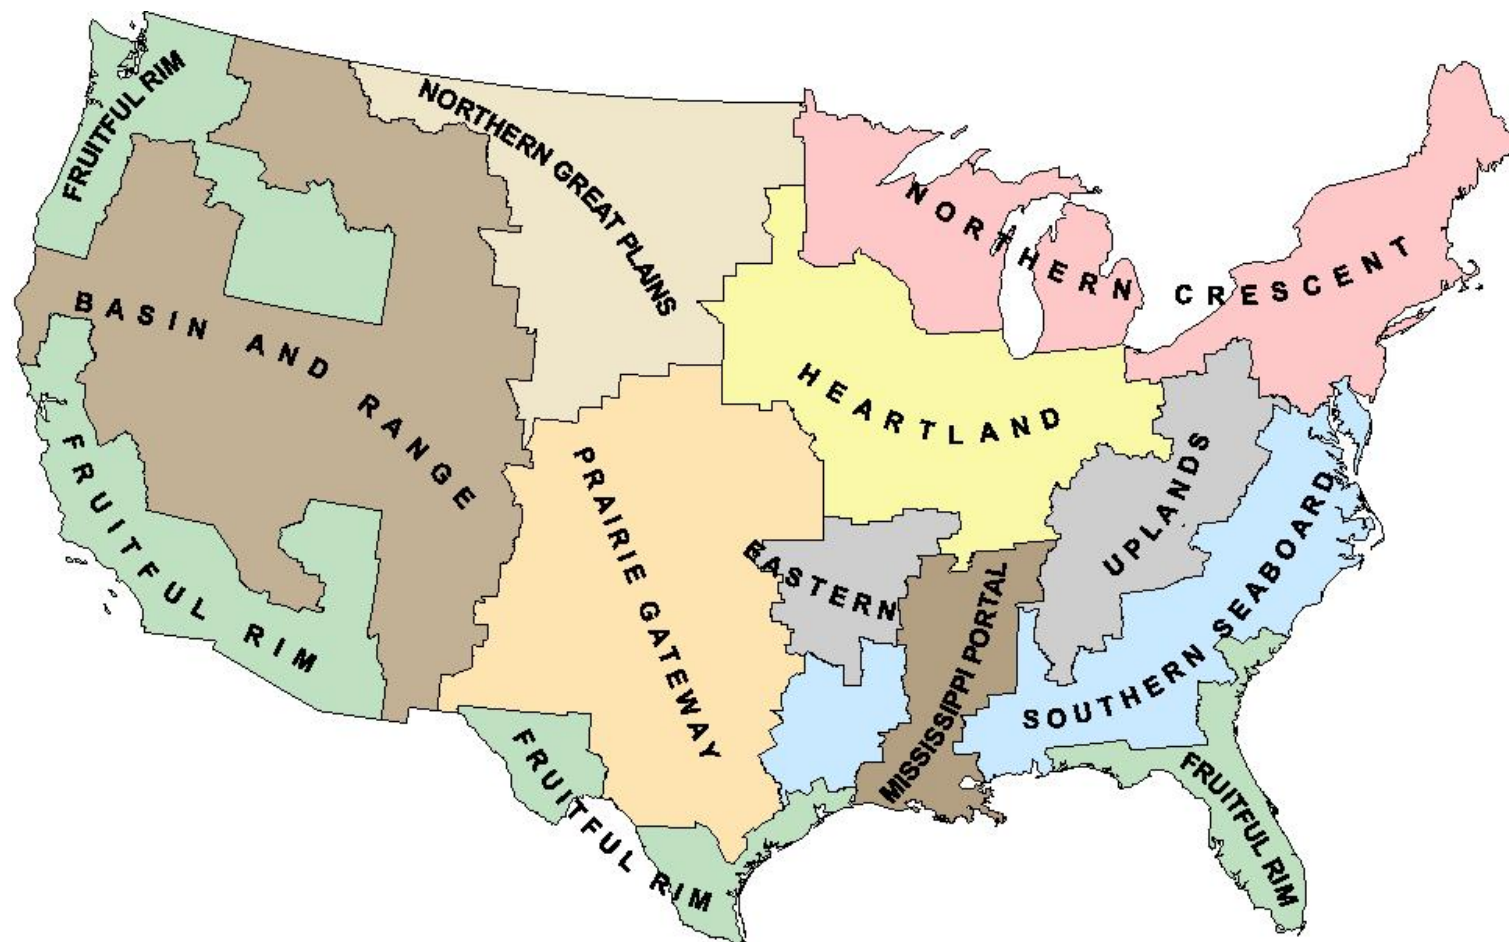 FRUITFUL RIM
NORTHERN GREAT PLAINS
NORTHERN CRESCENT
BASIN AND RANGE
HEARTLAND
FRUITFUL RIM
PRAIRIE GATEWAY
EASTERN UPLANDS
MISSISSIPPI PORTAL
SOUTHERN SEABOARD
FRUITFUL RIM
FRUITFUL RIM